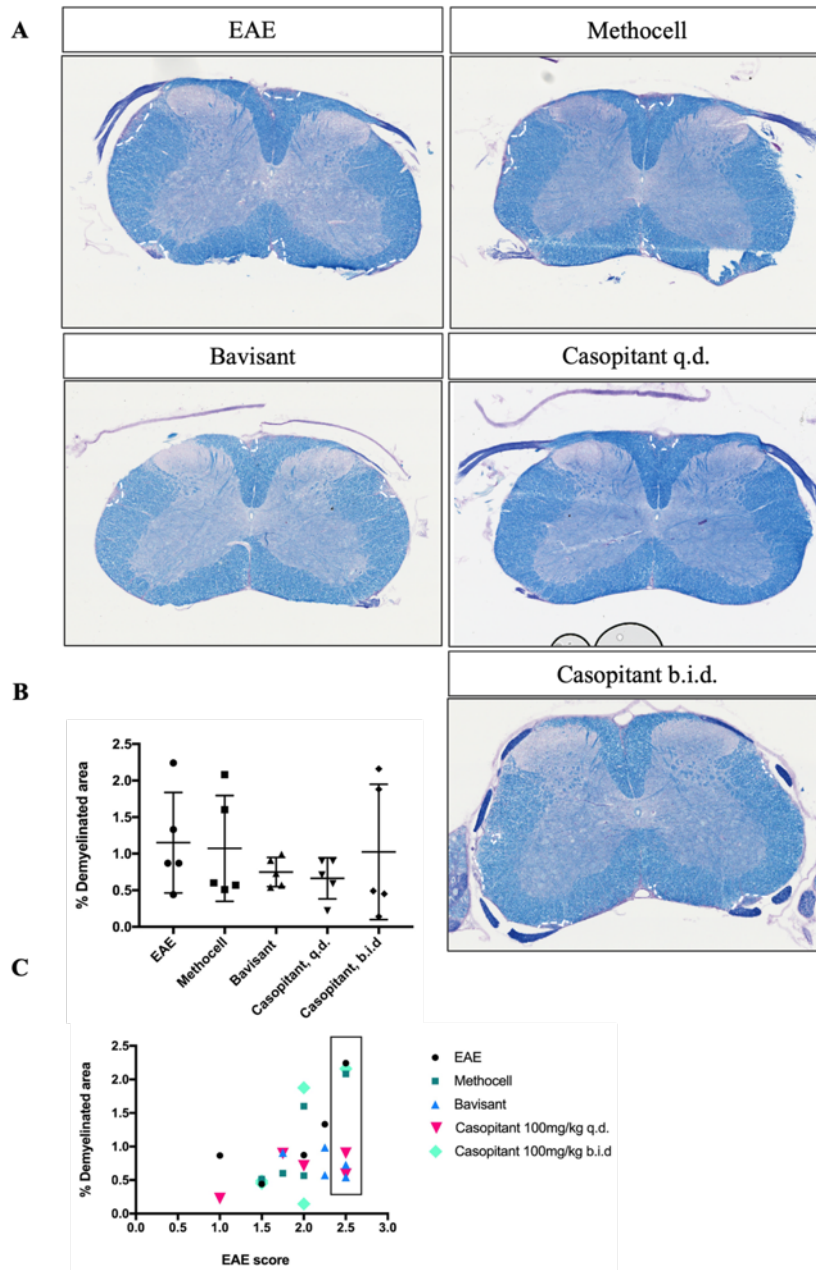 A
EAE
Methocell
Bavisant
Casopitant q.d.
Casopitant b.i.d.
B
% Demyelinated area
2.5
2.0
1.5
1.0
0.5
0.0
EAE
Methocell
Bavisant
Casopitant, q.d.
Casopitant, b.i.d
C
% Demyelinated area
2.5
2.0
1.5
1.0
0.5
0.0
0.0 0.5 1.0 1.5 2.0 2.5 3.0
EAE score
EAE
Methocell
Bavisant
Casopitant 100mg/kg q.d.
Casopitant 100mg/kg b.i.d